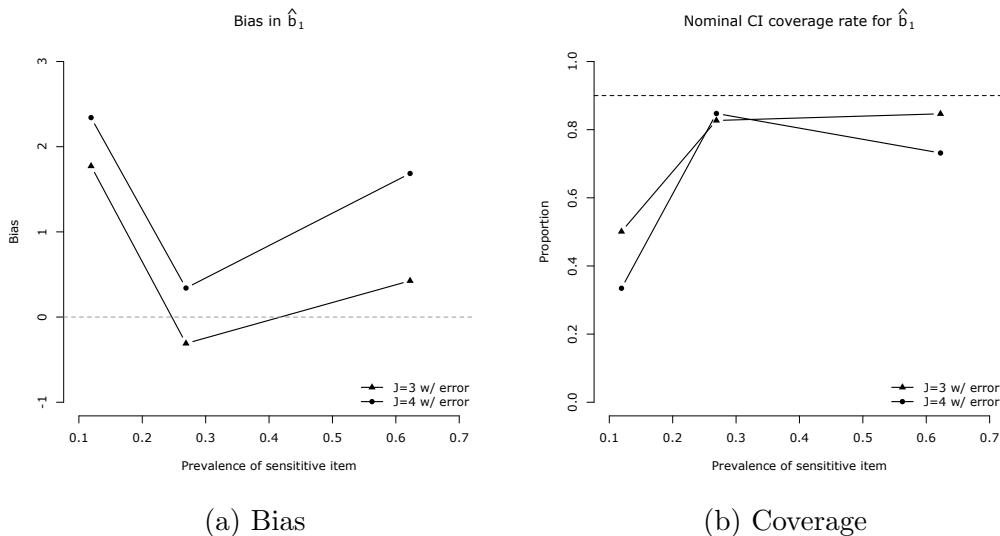 Bias in b̂₁
3
2
1
0
-1
Bias
J=3 w/ error
J=4 w/ error
0.1 0.2 0.3 0.4 0.5 0.6 0.7
Prevalence of sensititive item
(a) Bias
Nominal CI coverage rate for b̂₁
1.0
0.8
0.6
0.4
0.2
0.0
Proportion
J=3 w/ error
J=4 w/ error
0.1 0.2 0.3 0.4 0.5 0.6 0.7
Prevalence of sensititive item
(b) Coverage